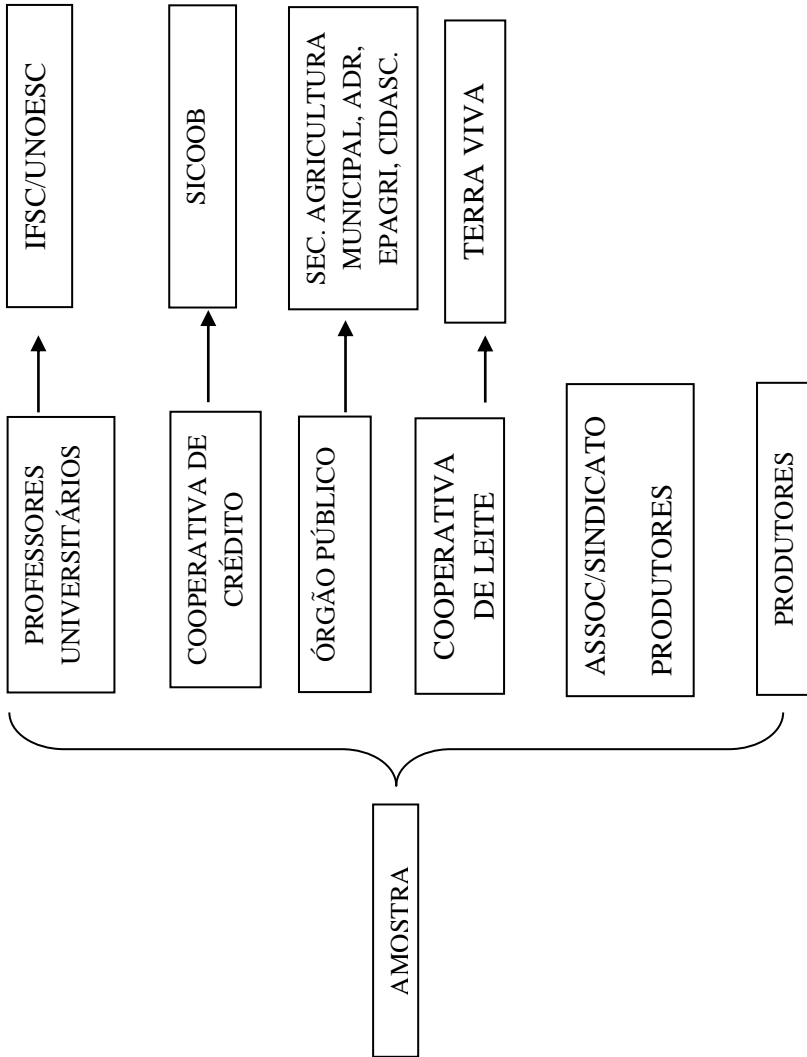 AMOSTRA
PROFESSORES
UNIVERSITÁRIOS
IFSC/UNOESC
COOPERATIVA DE
CRÉDITO
SICOOB
ÓRGÃO PÚBLICO
SEC. AGRICULTURA
MUNICIPAL, ADR,
EPAGRI, CIDASC.
COOPERATIVA
DE LEITE
TERRA VIVA
ASSOC/SINDICATO
PRODUTORES
PRODUTORES